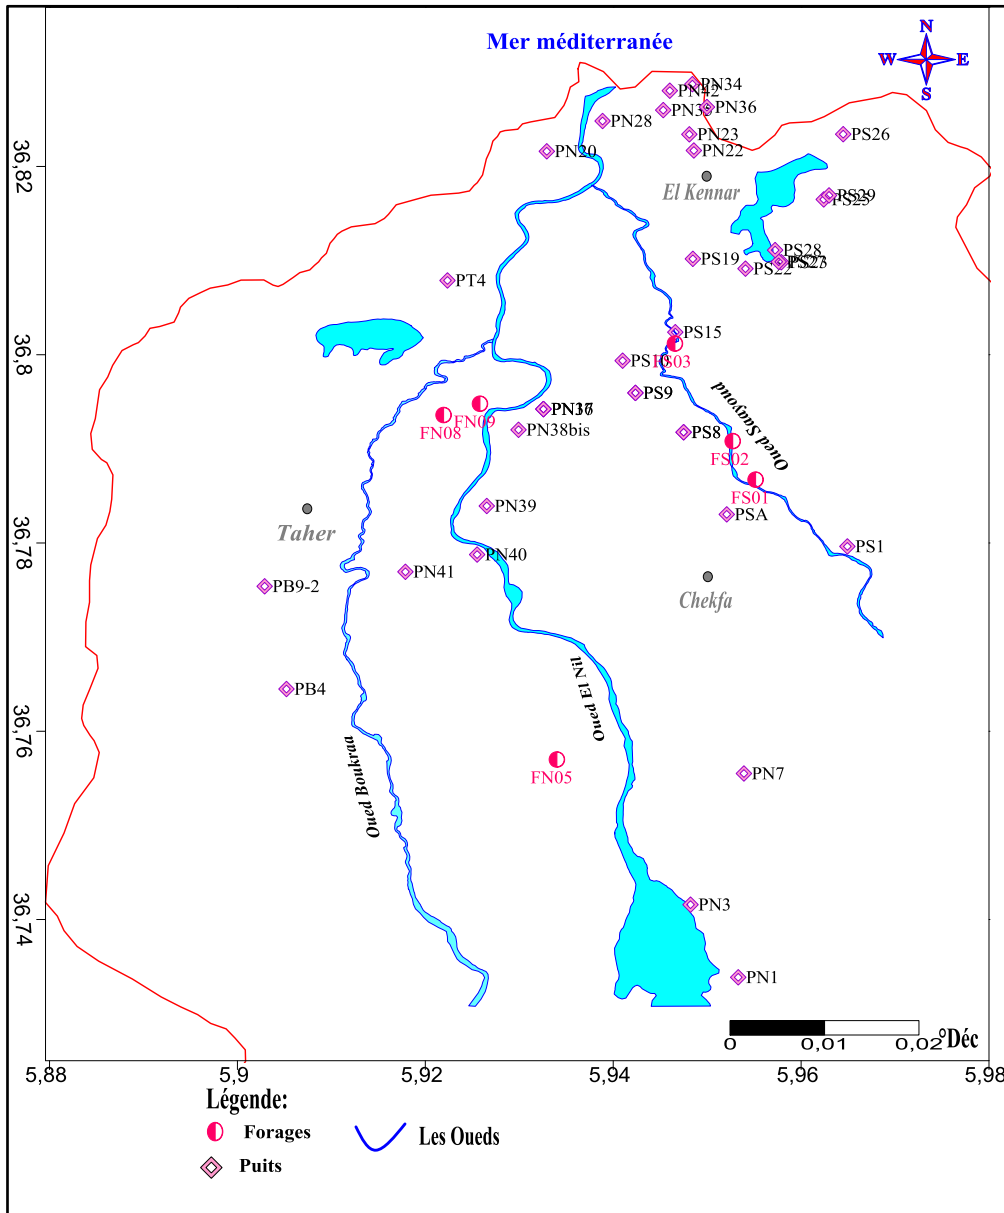 Mer méditerranée
N
W
E
S
PN34
PN42
PN36
PN35
PN28
PN23
PS26
PN22
PN20
36,82
El Kennar
PS29
PS25
PS28
PS19
PS27
PS22
PT4
PS15
36,8
FS03
PS10
PS9
Oued Saayoud
FN09
FN08
PN38bis
PS8
FS02
FS01
PN39
PSA
Taher
36,78
PN40
PS1
PN41
Chekfa
PB9-2
PB4
Oued El Nil
36,76
Oued Boukraa
FN05
PN7
36,74
PN3
PN1
0
0,01
0,02
°Déc
5,88
5,9
5,92
5,94
5,96
5,98
Légende:
Forages
Les Oueds
Puits